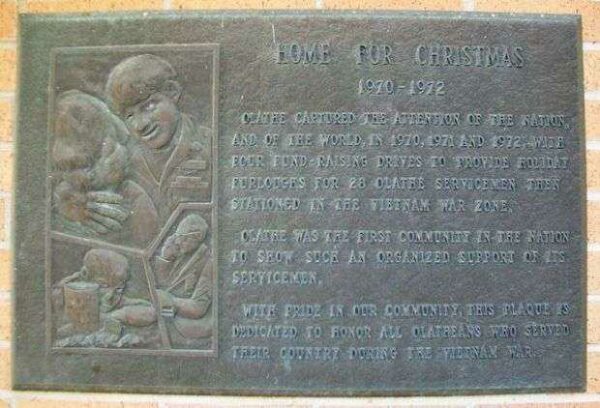 HOME FOR CHRISTMAS
1970-1972
OLATHE CAPTURED THE ATTENTION OF THE NATION,
AND OF THE WORLD, IN 1970, 1971 AND 1972, WITH
FOUR FUND-RAISING DRIVES TO PROVIDE HOLIDAY
FURLOUGHS FOR 28 OLATHE SERVICEMEN THEN
STATIONED IN THE VIETNAM WAR ZONE.
OLATHE WAS THE FIRST COMMUNITY IN THE NATION
TO SHOW SUCH AN ORGANIZED SUPPORT OF ITS
SERVICEMEN.
WITH PRIDE IN OUR COMMUNITY, THIS PLAQUE IS
DEDICATED TO HONOR ALL OLATHEANS WHO SERVED
THEIR COUNTRY DURING THE VIETNAM WAR.